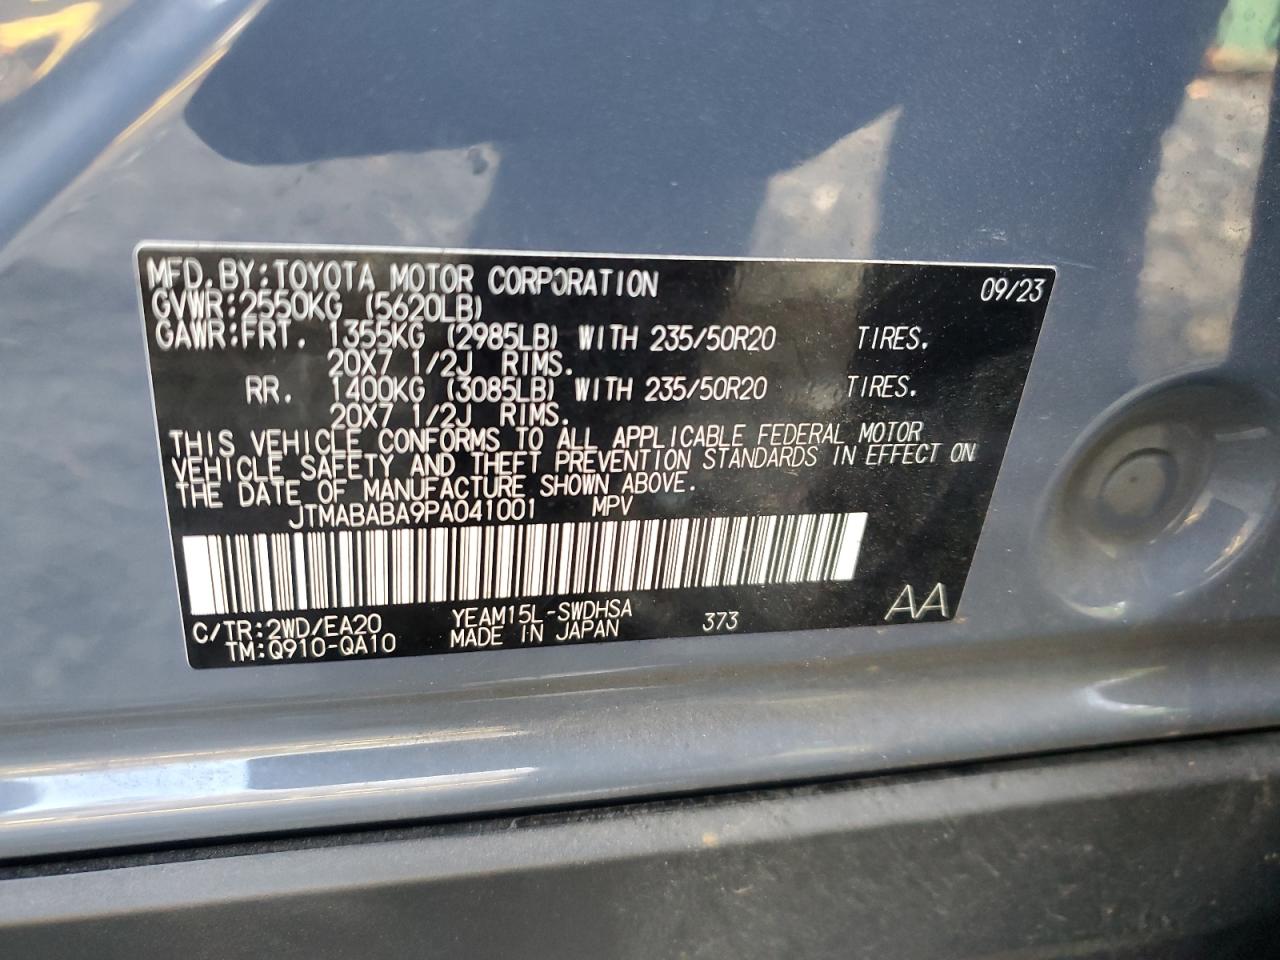 MFD.BY:TOYOTA MOTOR CORPORATION 09/23
GVWR:2550KG (5620LB)
GAWR:FRT. 1355KG (2985LB) WITH 235/50R20 TIRES.
20X7 1/2J RIMS.
RR. 1400KG (3085LB) WITH 235/50R20 TIRES.
20X7 1/2J RIMS.
THIS VEHICLE CONFORMS TO ALL APPLICABLE FEDERAL MOTOR
VEHICLE SAFETY AND THEFT PREVENTION STANDARDS IN EFFECT ON
THE DATE OF MANUFACTURE SHOWN ABOVE.
JTMABABA9PA041001 MPV
C/TR:2WD/EA20 YEAM15L-SWDHSA 373 AA
TM:Q910-QA10 MADE IN JAPAN